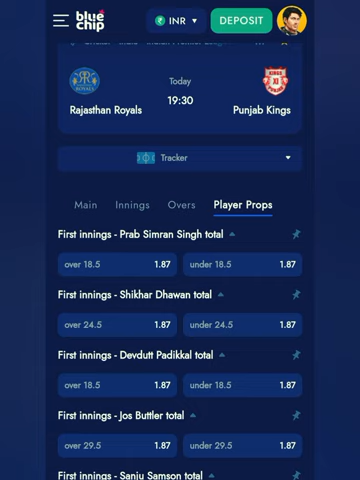 blue chip
₹ INR
DEPOSIT
ROYALS
KINGS
XI
PUNJAB
Today
19:30
Rajasthan Royals
Punjab Kings
Tracker
Main
Innings
Overs
Player Props
First innings - Prab Simran Singh total
over 18.5 1.87 under 18.5 1.87
First innings - Shikhar Dhawan total
over 24.5 1.87 under 24.5 1.87
First innings - Devdutt Padikkal total
over 18.5 1.87 under 18.5 1.87
First innings - Jos Buttler total
over 29.5 1.87 under 29.5 1.87
First innings - Sanju Samson total